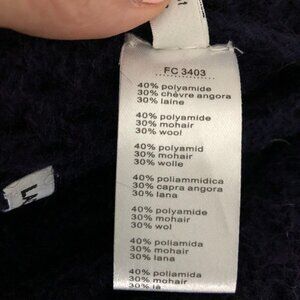 FC 3403
40% polyamide
30% chèvre angora
30% laine
40% polyamide
30% mohair
30% wool
40% polyamid
30% mohair
30% wolle
40% poliammidica
30% capra angora
30% lana
40% polyamide
30% mohair
30% wol
40% poliamida
30% mohair
30% lana
40% poliamida
30% mohair
30% la